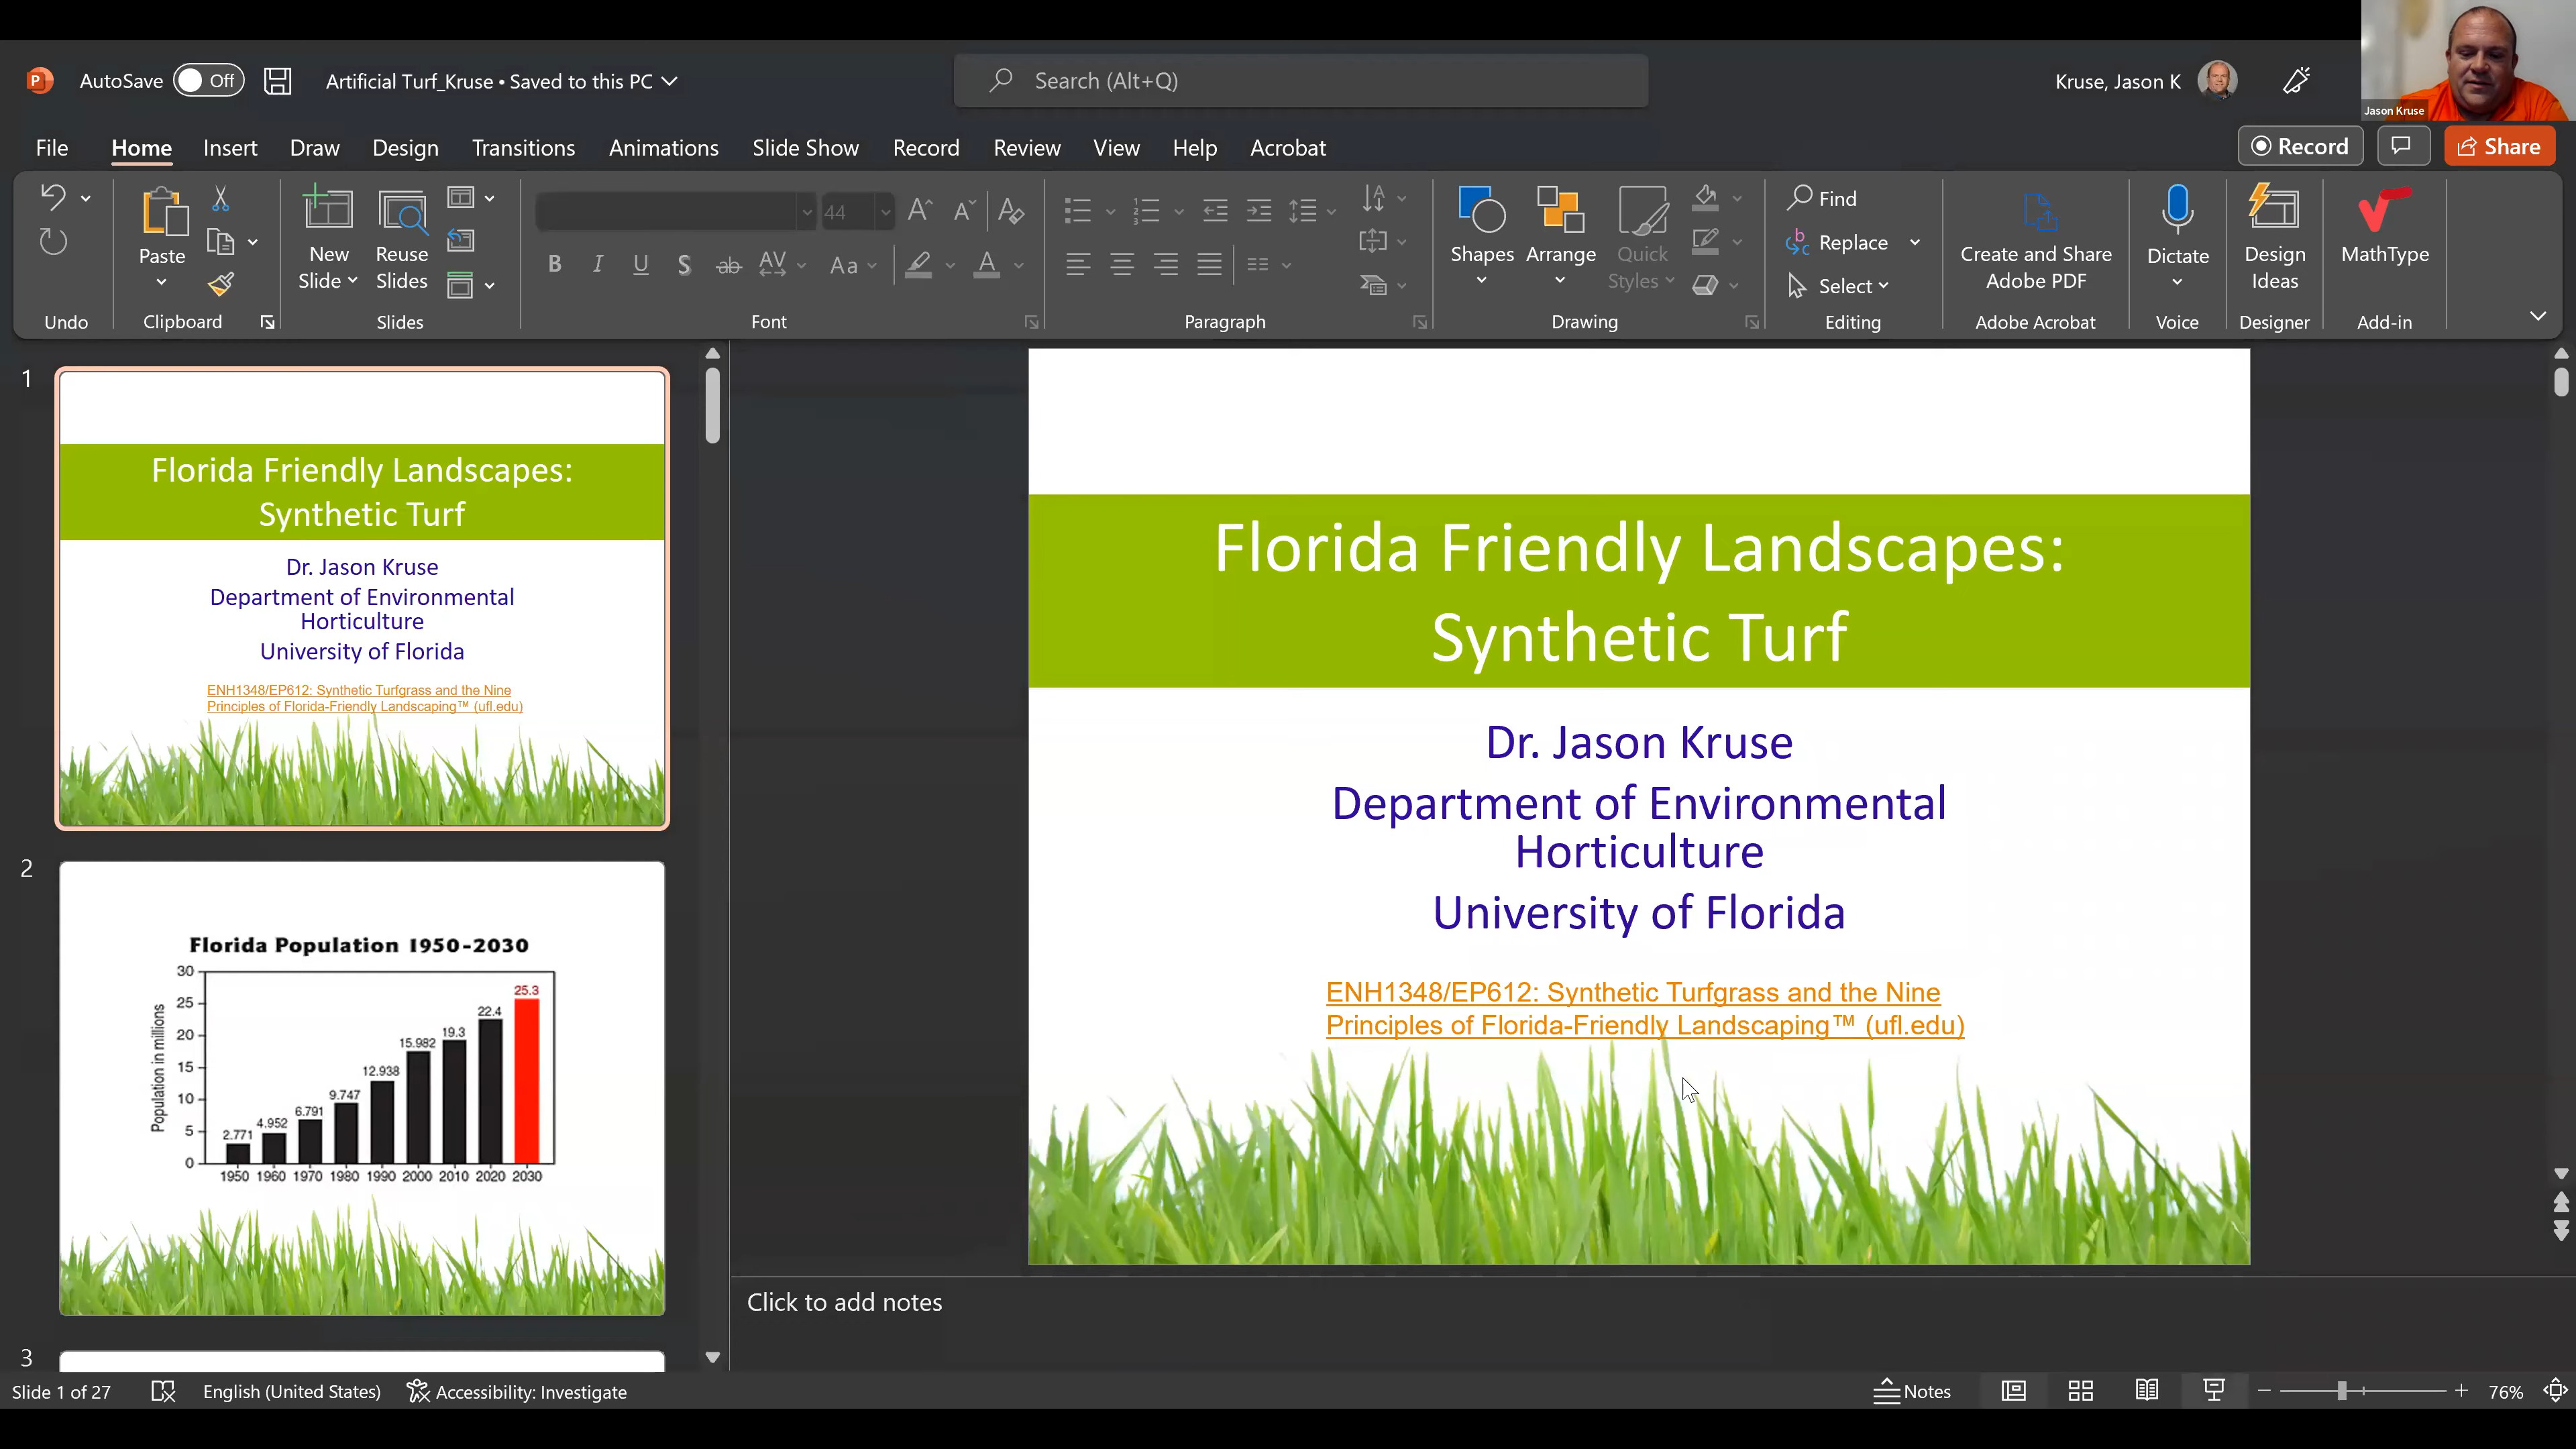 AutoSave
Off
Artificial Turf_Kruse • Saved to this PC
Search (Alt+Q)
Kruse, Jason K
Jason Kruse
File
Home
Insert
Draw
Design
Transitions
Animations
Slide Show
Record
Review
View
Help
Acrobat
Record
Share
Paste
New
Slide
Reuse
Slides
44
Shapes
Arrange
Quick
Styles
Find
Replace
Select
Create and Share
Adobe PDF
Dictate
Design
Ideas
MathType
Undo
Clipboard
Slides
Font
Paragraph
Drawing
Editing
Adobe Acrobat
Voice
Designer
Add-in
1
Florida Friendly Landscapes:
Synthetic Turf
Dr. Jason Kruse
Department of Environmental
Horticulture
University of Florida
ENH1348/EP612: Synthetic Turfgrass and the Nine
Principles of Florida-Friendly Landscaping™ (ufl.edu)
2
Florida Population 1950-2030
Population in millions
30
25
20
15
10
5
0
2.771
4.952
6.791
9.747
12.938
15.982
19.3
22.4
25.3
1950 1960 1970 1980 1990 2000 2010 2020 2030
3
Florida Friendly Landscapes:
Synthetic Turf
Dr. Jason Kruse
Department of Environmental
Horticulture
University of Florida
ENH1348/EP612: Synthetic Turfgrass and the Nine
Principles of Florida-Friendly Landscaping™ (ufl.edu)
Click to add notes
Slide 1 of 27
English (United States)
Accessibility: Investigate
Notes
76%